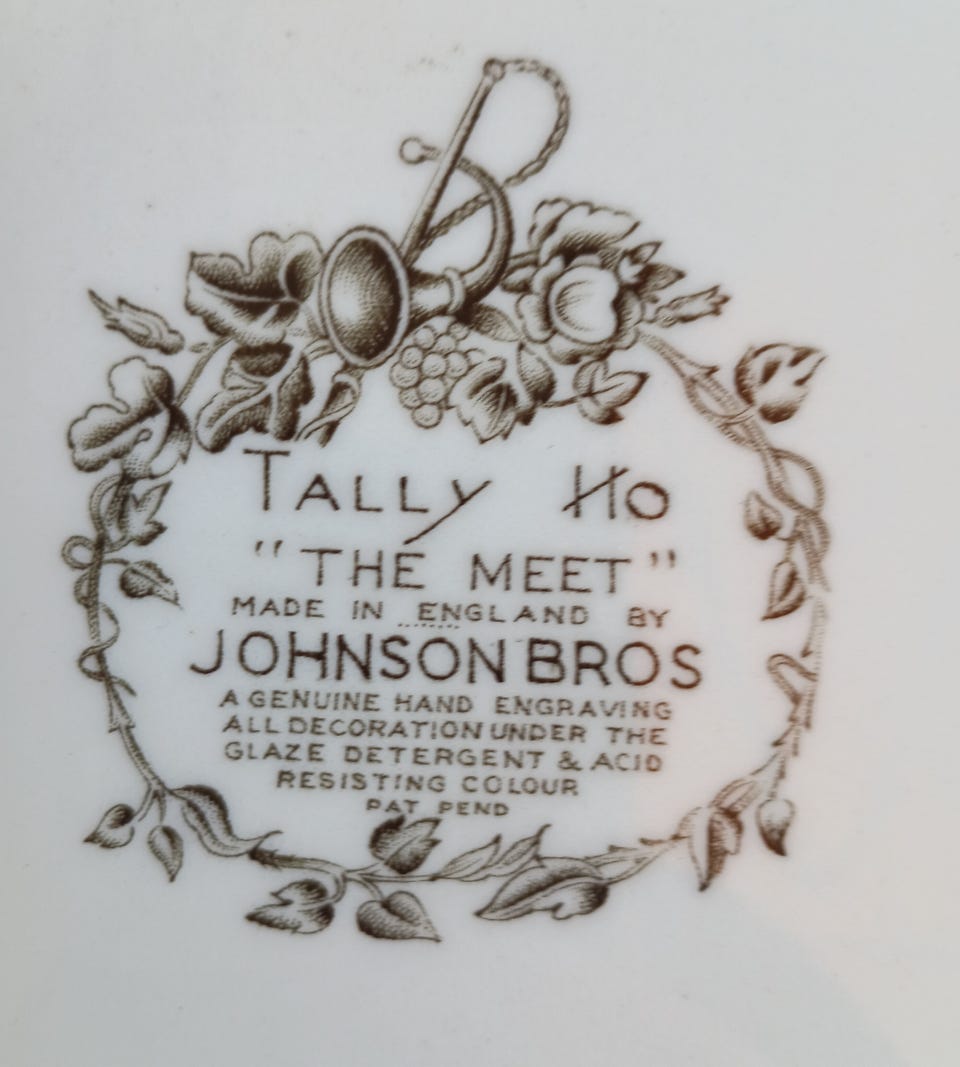 TALLY HO
"THE MEET"
MADE IN ENGLAND BY
JOHNSON BROS
A GENUINE HAND ENGRAVING
ALL DECORATION UNDER THE
GLAZE DETERGENT & ACID
RESISTING COLOUR
PAT PEND